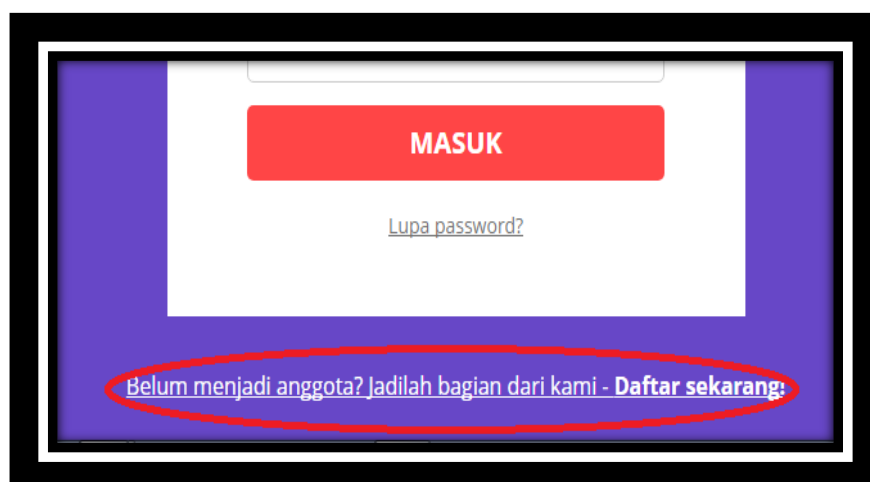 MASUK
Lupa password?
Belum menjadi anggota? Jadilah bagian dari kami - Daftar sekarang!